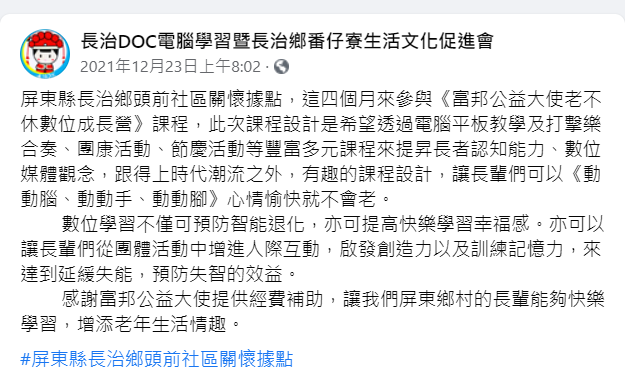 長治DOC電腦學習暨長治鄉番仔寮生活文化促進會
2021年12月23日上午8:02 ·
屏東縣長治鄉頭前社區關懷據點，這四個月來參與《富邦公益大使老不
休數位成長營》課程，此次課程設計是希望透過電腦平板教學及打擊樂
合奏、團康活動、節慶活動等豐富多元課程來提昇長者認知能力、數位
媒體觀念，跟得上時代潮流之外，有趣的課程設計，讓長輩們可以《動
動腦、動動手、動動腳》心情愉快就不會老。
數位學習不僅可預防智能退化，亦可提高快樂學習幸福感。亦可以
讓長輩們從團體活動中增進人際互動，啟發創造力以及訓練記憶力，來
達到延緩失能，預防失智的效益。
感謝富邦公益大使提供經費補助，讓我們屏東鄉村的長輩能夠快樂
學習，增添老年生活情趣。
#屏東縣長治鄉頭前社區關懷據點